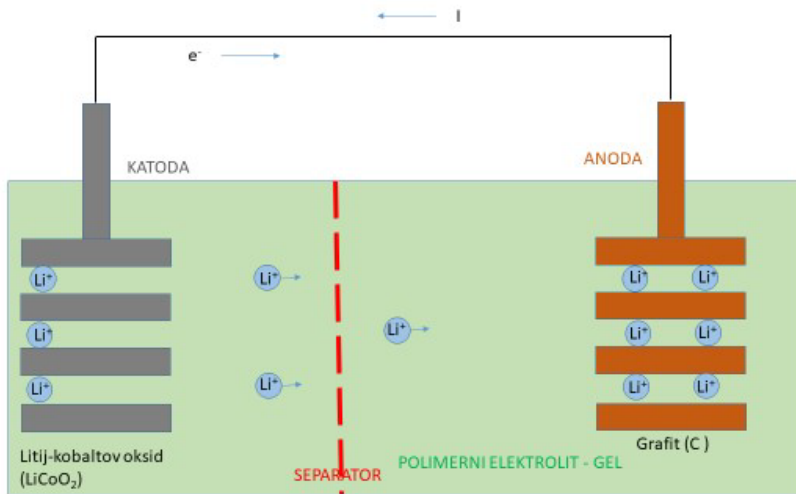 I
e⁻
KATODA
ANODA
Li⁺
Li⁺
Li⁺
Li⁺
Li⁺
Li⁺
Li⁺
Li⁺
Li⁺
Li⁺
Li⁺
Li⁺
Litij-kobaltov oksid
(LiCoO₂)
SEPARATOR
POLIMERNI ELEKTROLIT - GEL
Grafit (C )